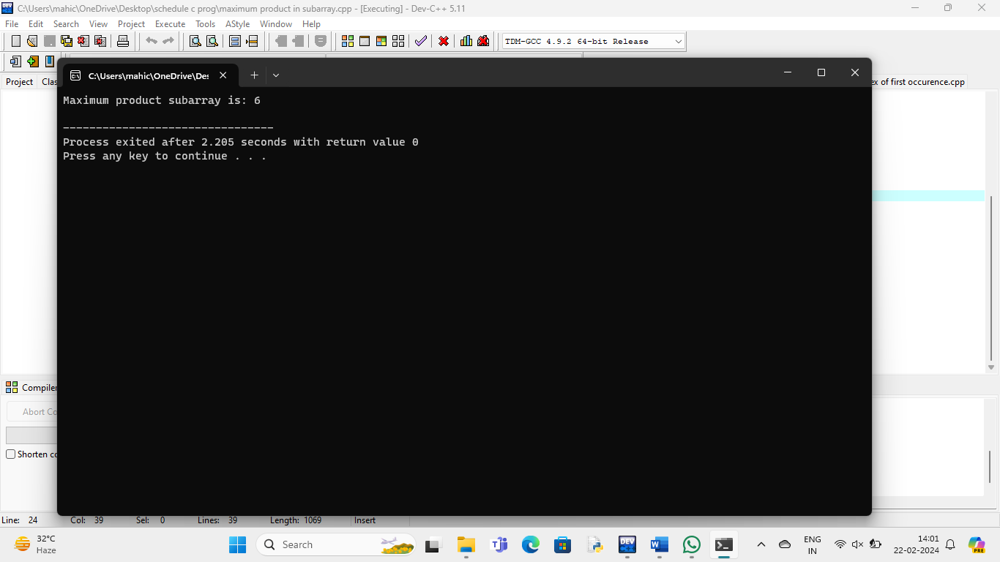 C:\Users\mahic\OneDrive\Desktop\schedule c prog\maximum product in subarray.cpp - [Executing] - Dev-C++ 5.11
File Edit Search View Project Execute Tools AStyle Window Help
TDM-GCC 4.9.2 64-bit Release
Project Clas
ex of first occurence.cpp
C:\Users\mahic\OneDrive\Des
Maximum product subarray is: 6
--------------------------------
Process exited after 2.205 seconds with return value 0
Press any key to continue . . .
Compiler
Abort Co
Shorten co
Line: 24 Col: 39 Sel: 0 Lines: 39 Length: 1069 Insert
32°C
Haze
Search
DEV
PRE
ENG
IN
14:01
22-02-2024